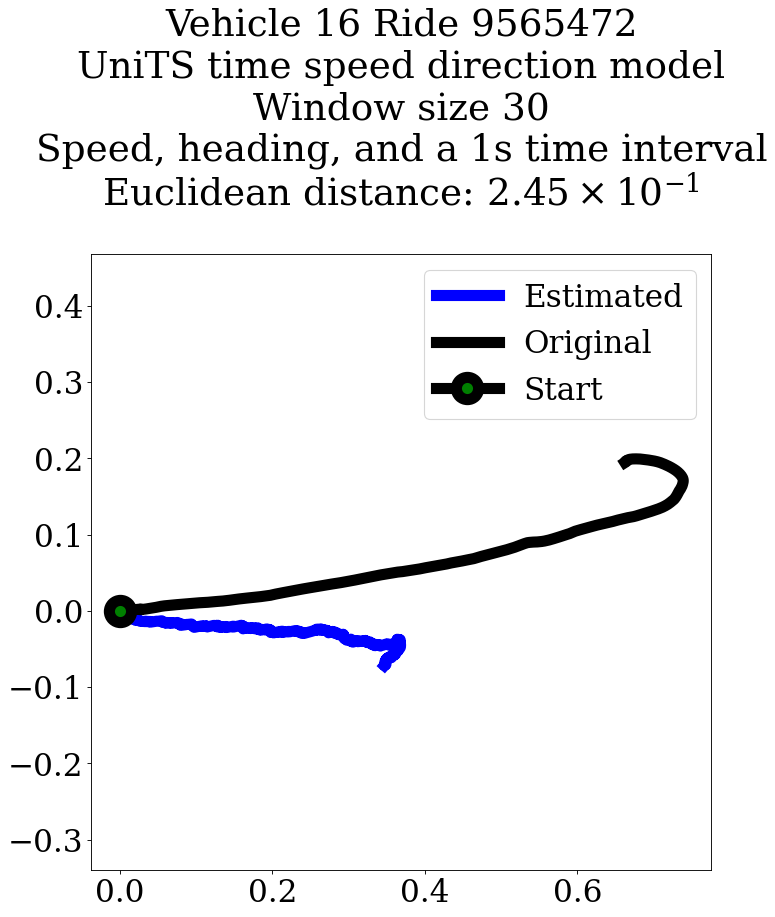 Vehicle 16 Ride 9565472
UniTS time speed direction model
Window size 30
Speed, heading, and a 1s time interval
Euclidean distance: 2.45 × 10⁻¹
Estimated
Original
Start
0.4
0.3
0.2
0.1
0.0
−0.1
−0.2
−0.3
0.0 0.2 0.4 0.6